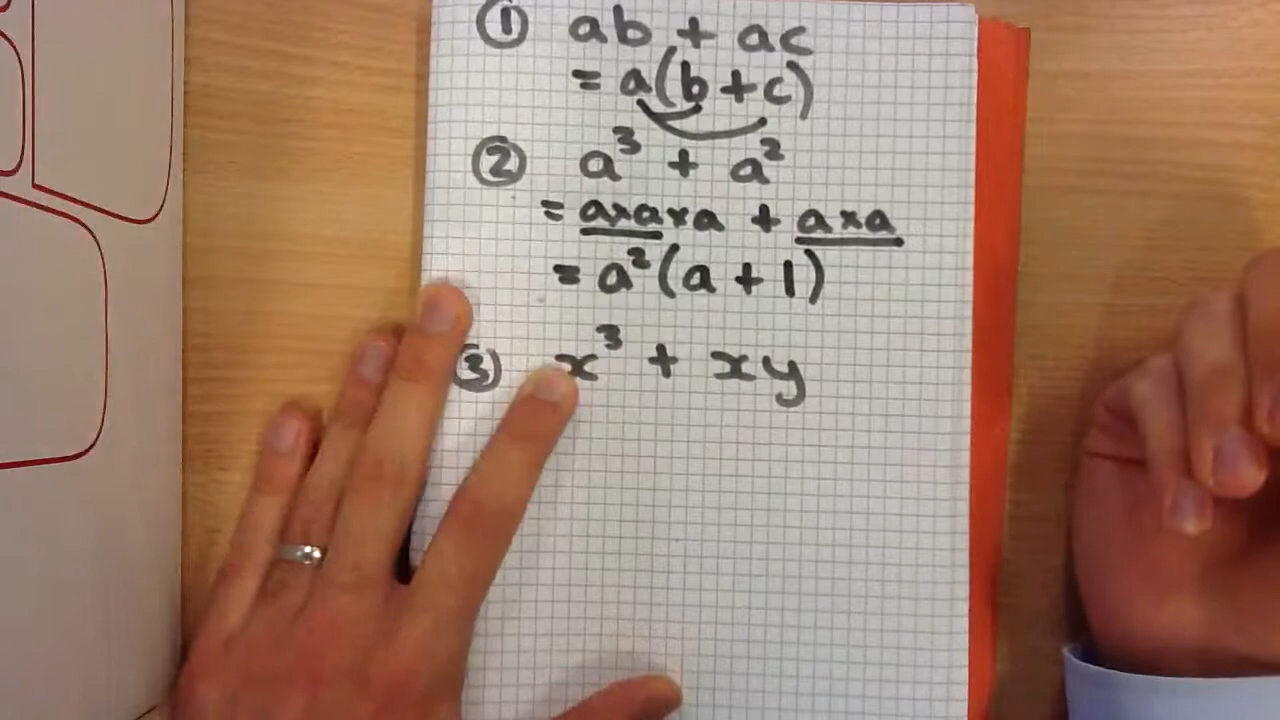 ① ab + ac
= a(b + c)
② a³ + a²
= a×a×a + a×a
= a²(a + 1)
③ x³ + xy